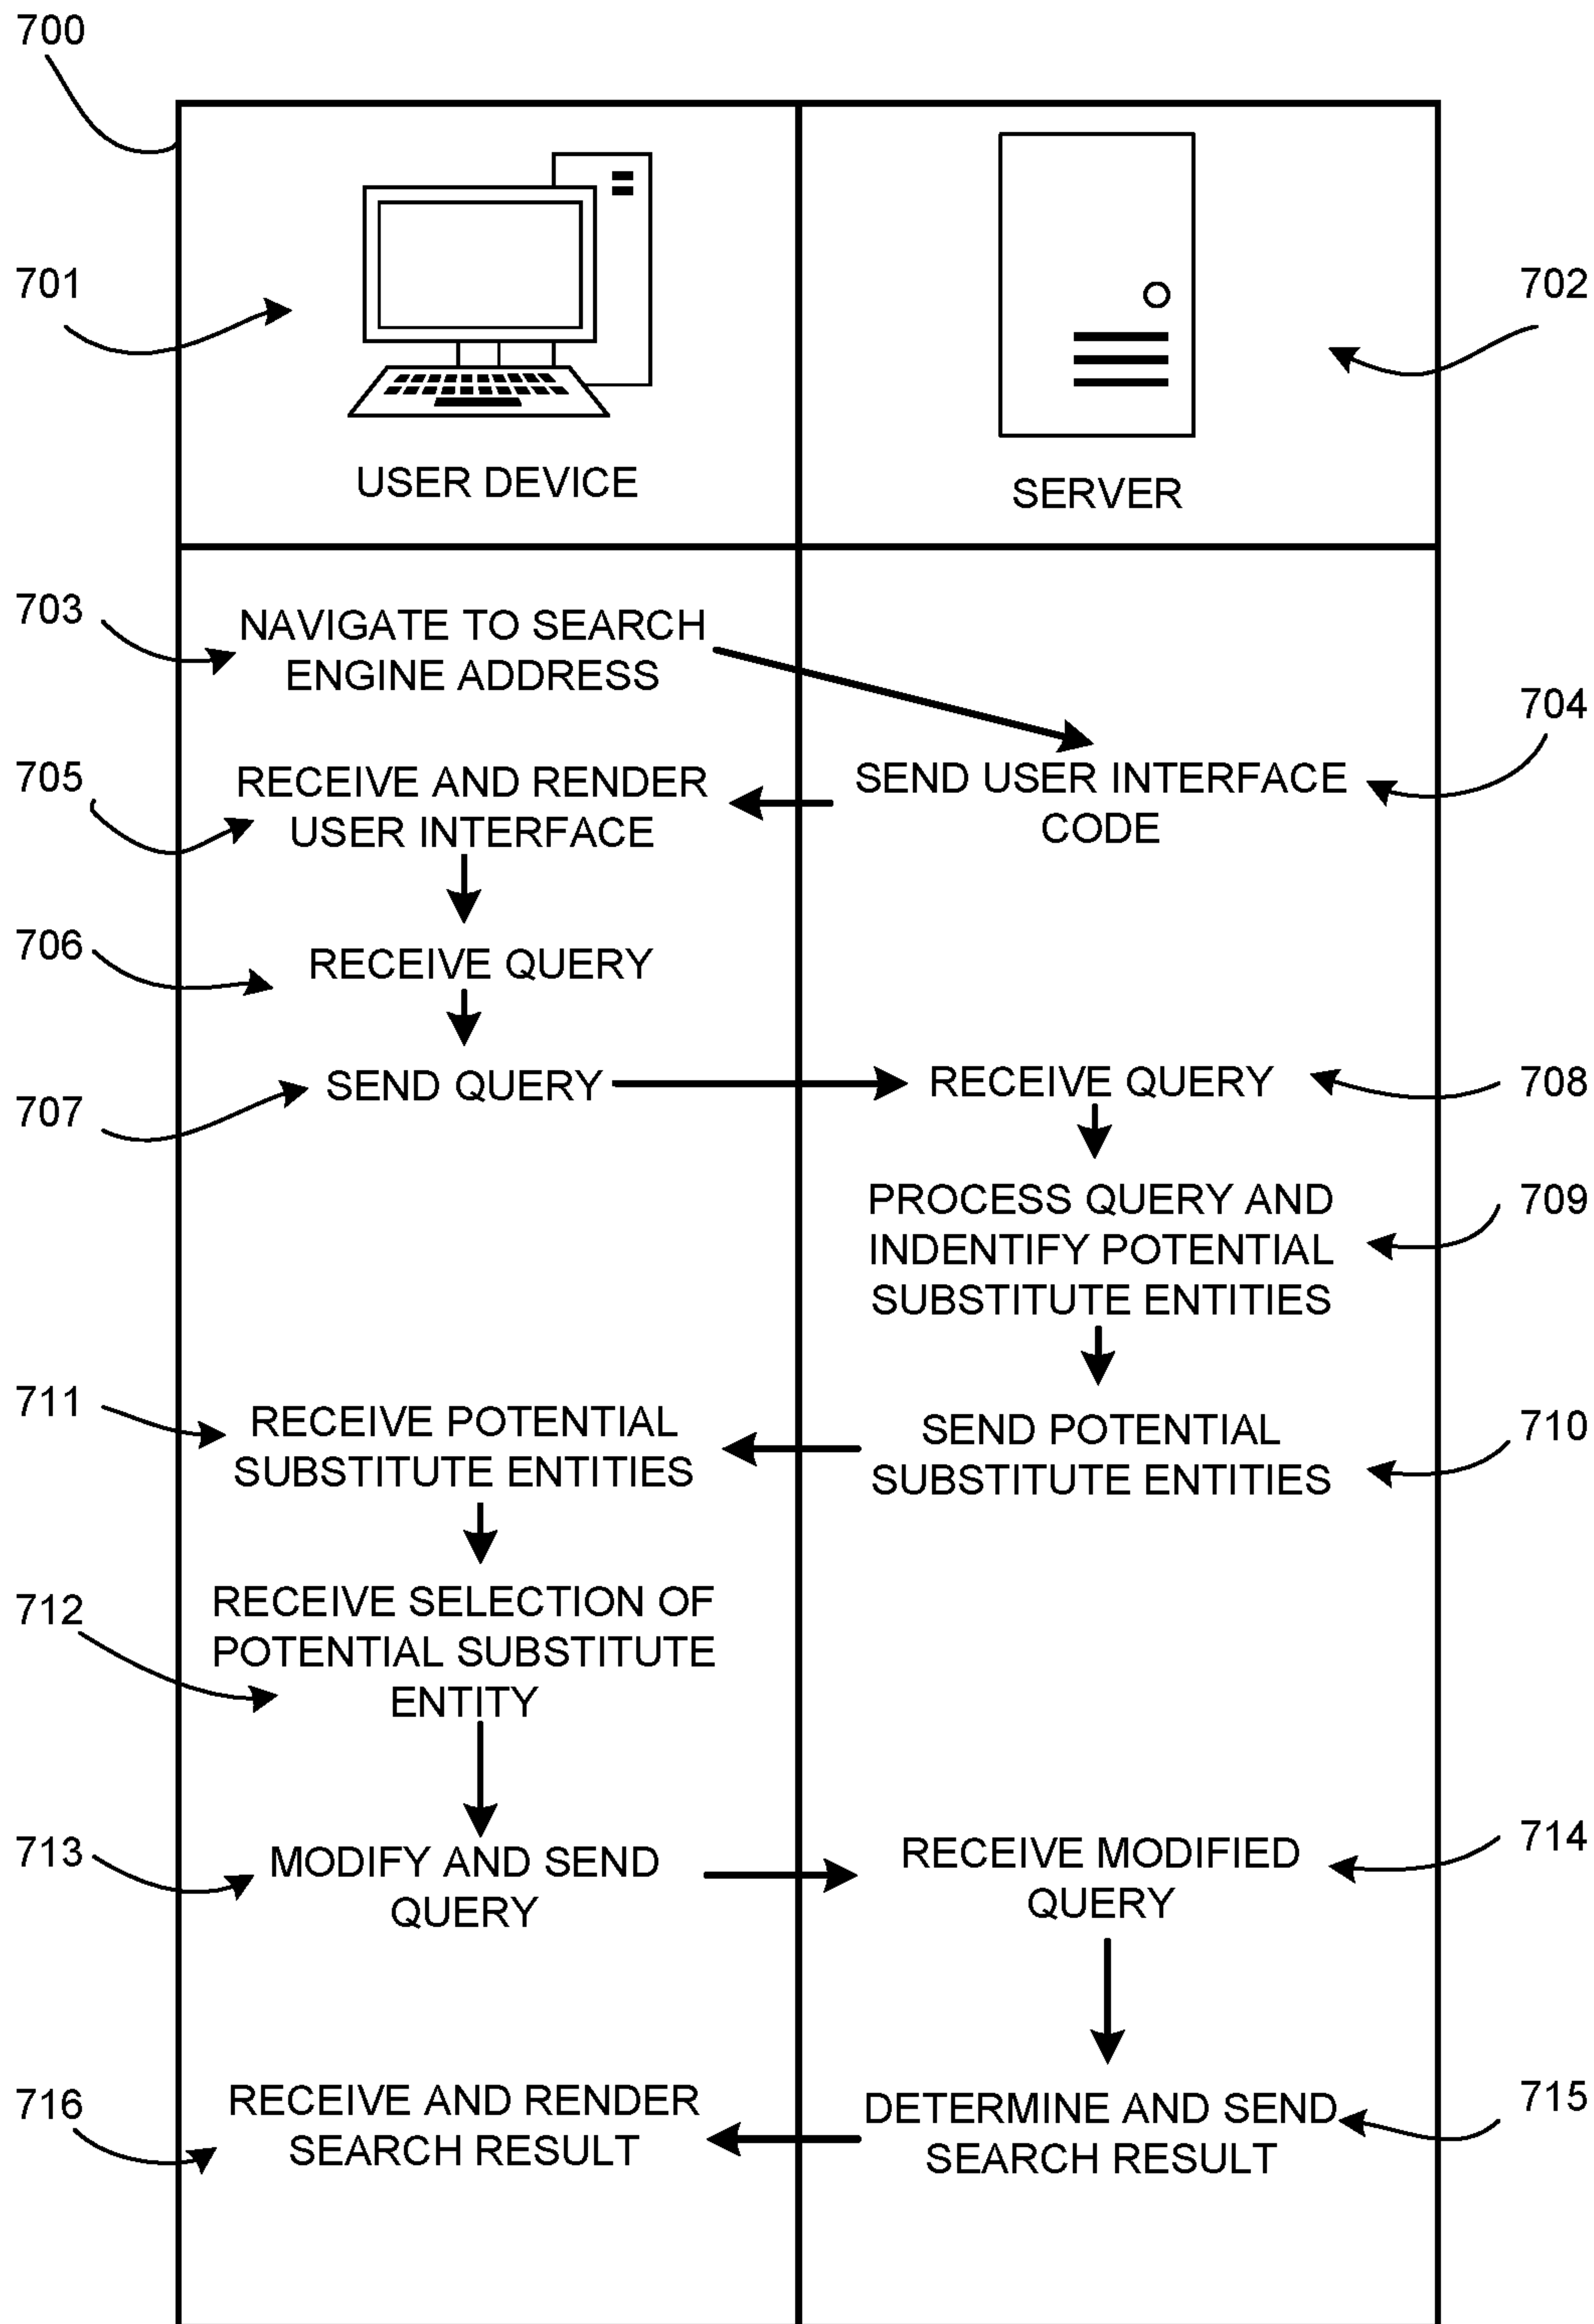 700
701
702
USER DEVICE
SERVER
703
NAVIGATE TO SEARCH
ENGINE ADDRESS
704
705
RECEIVE AND RENDER
USER INTERFACE
SEND USER INTERFACE
CODE
706
RECEIVE QUERY
707
SEND QUERY
RECEIVE QUERY
708
PROCESS QUERY AND
INDENTIFY POTENTIAL
SUBSTITUTE ENTITIES
709
711
RECEIVE POTENTIAL
SUBSTITUTE ENTITIES
SEND POTENTIAL
SUBSTITUTE ENTITIES
710
712
RECEIVE SELECTION OF
POTENTIAL SUBSTITUTE
ENTITY
713
MODIFY AND SEND
QUERY
RECEIVE MODIFIED
QUERY
714
716
RECEIVE AND RENDER
SEARCH RESULT
DETERMINE AND SEND
SEARCH RESULT
715